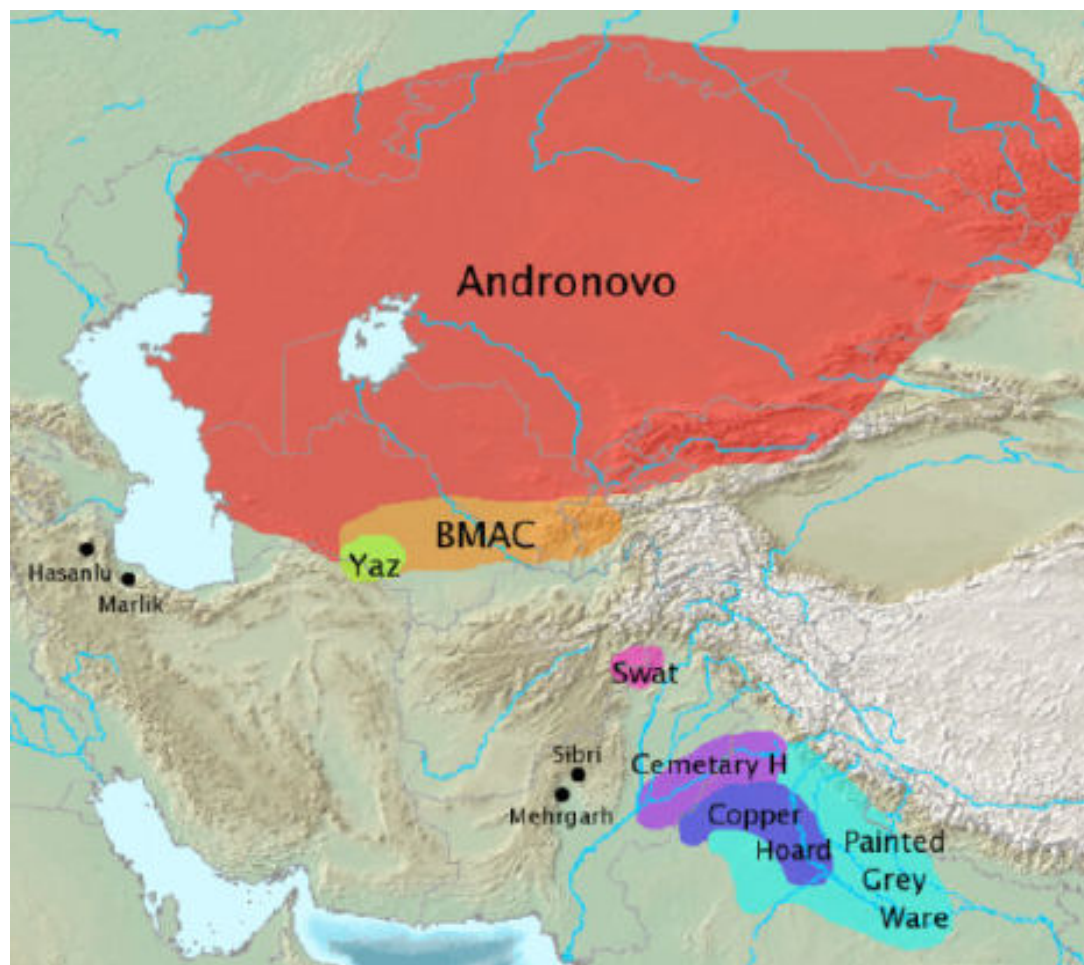 Andronovo
BMAC
Yaz
Hasanlu
Marlik
Swat
Sibri
Mehrgarh
Cemetary H
Copper
Hoard
Painted
Grey
Ware